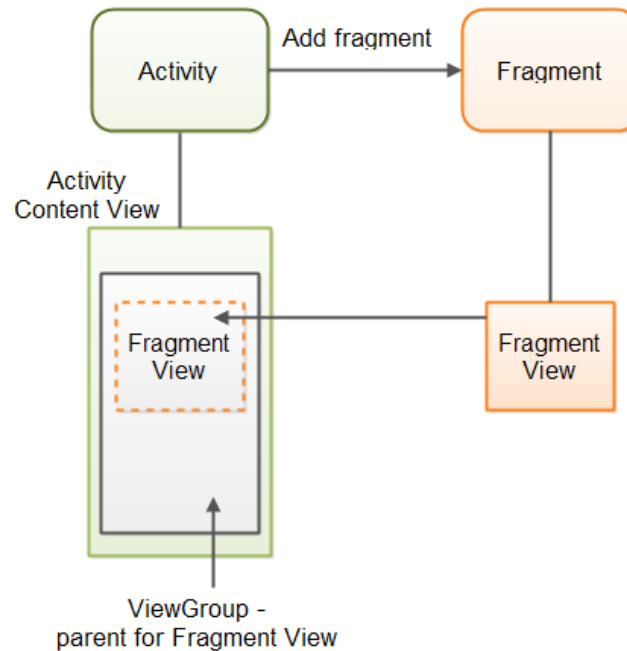 Add fragment
Activity
Fragment
Activity
Content View
Fragment
View
Fragment
View
ViewGroup -
parent for Fragment View